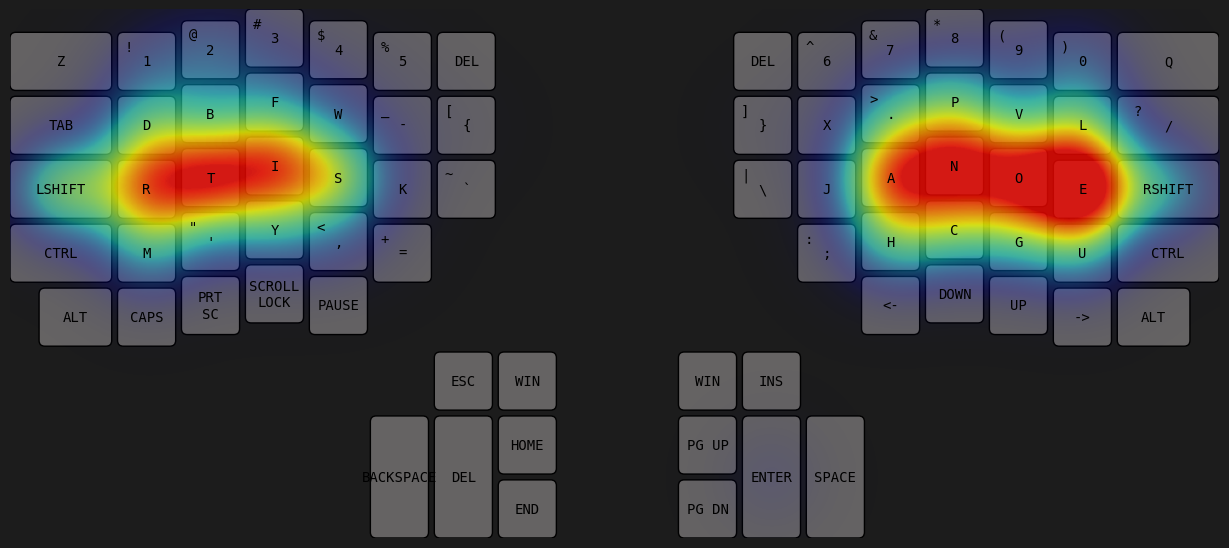 Z ! 1 @ 2 # 3 $ 4 % 5 DEL DEL ^ 6 & 7 * 8 ( 9 ) 0 Q
TAB D B F W _ - [ { ] } X > . P V L ? /
LSHIFT R T I S K ~ ` | \ J A N O E RSHIFT
CTRL M " ' Y < , + = : ; H C G U CTRL
ALT CAPS PRT SC SCROLL LOCK PAUSE <- DOWN UP -> ALT
ESC WIN WIN INS
BACKSPACE DEL HOME PG UP ENTER SPACE
END PG DN